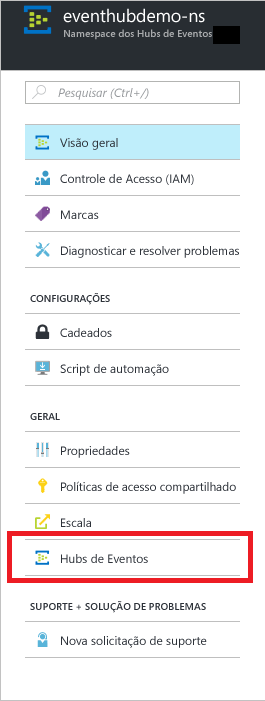 eventhubdemo-ns
Namespace dos Hubs de Eventos
Pesquisar (Ctrl+/)
Visão geral
Controle de Acesso (IAM)
Marcas
Diagnosticar e resolver problemas
CONFIGURAÇÕES
Cadeados
Script de automação
GERAL
Propriedades
Políticas de acesso compartilhado
Escala
Hubs de Eventos
SUPORTE + SOLUÇÃO DE PROBLEMAS
Nova solicitação de suporte